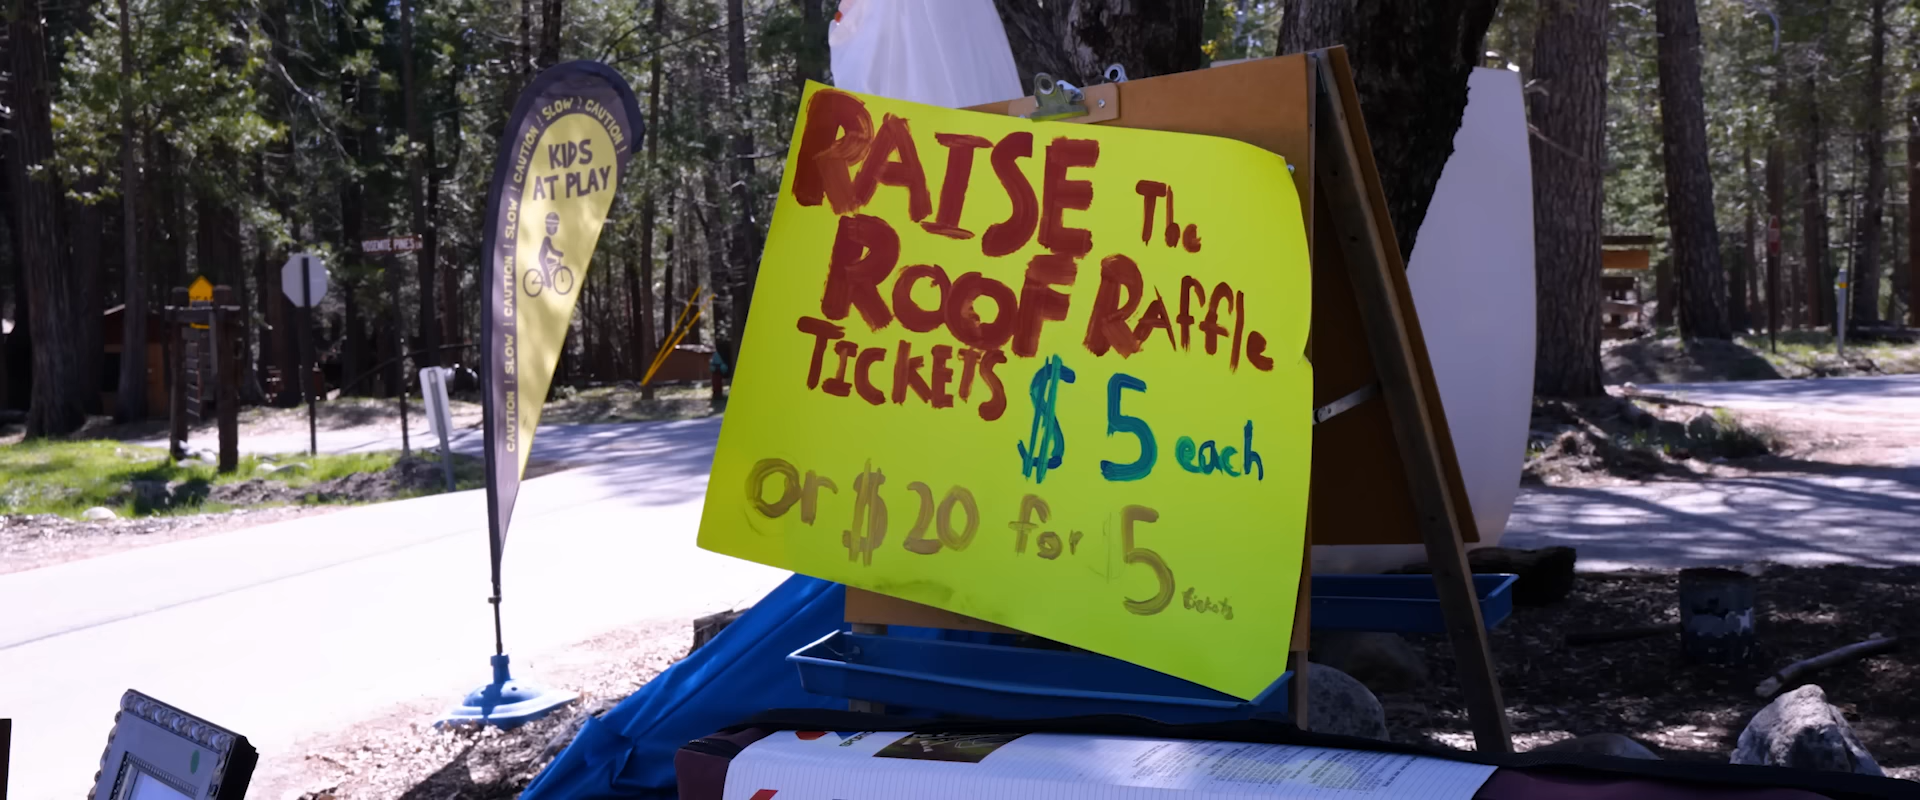 RAISE The
ROOF Raffle
TICKETS $5 each
or $20 for 5 tickets
KIDS
AT PLAY
CAUTION ! SLOW ! CAUTION ! SLOW ! CAUTION ! SLOW ! CAUTION !
YOSEMITE PINES